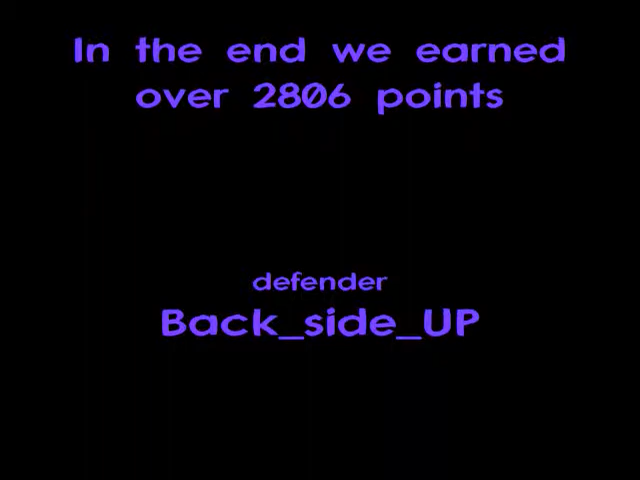 In the end we earned
over 2806 points
defender
Back_side_UP